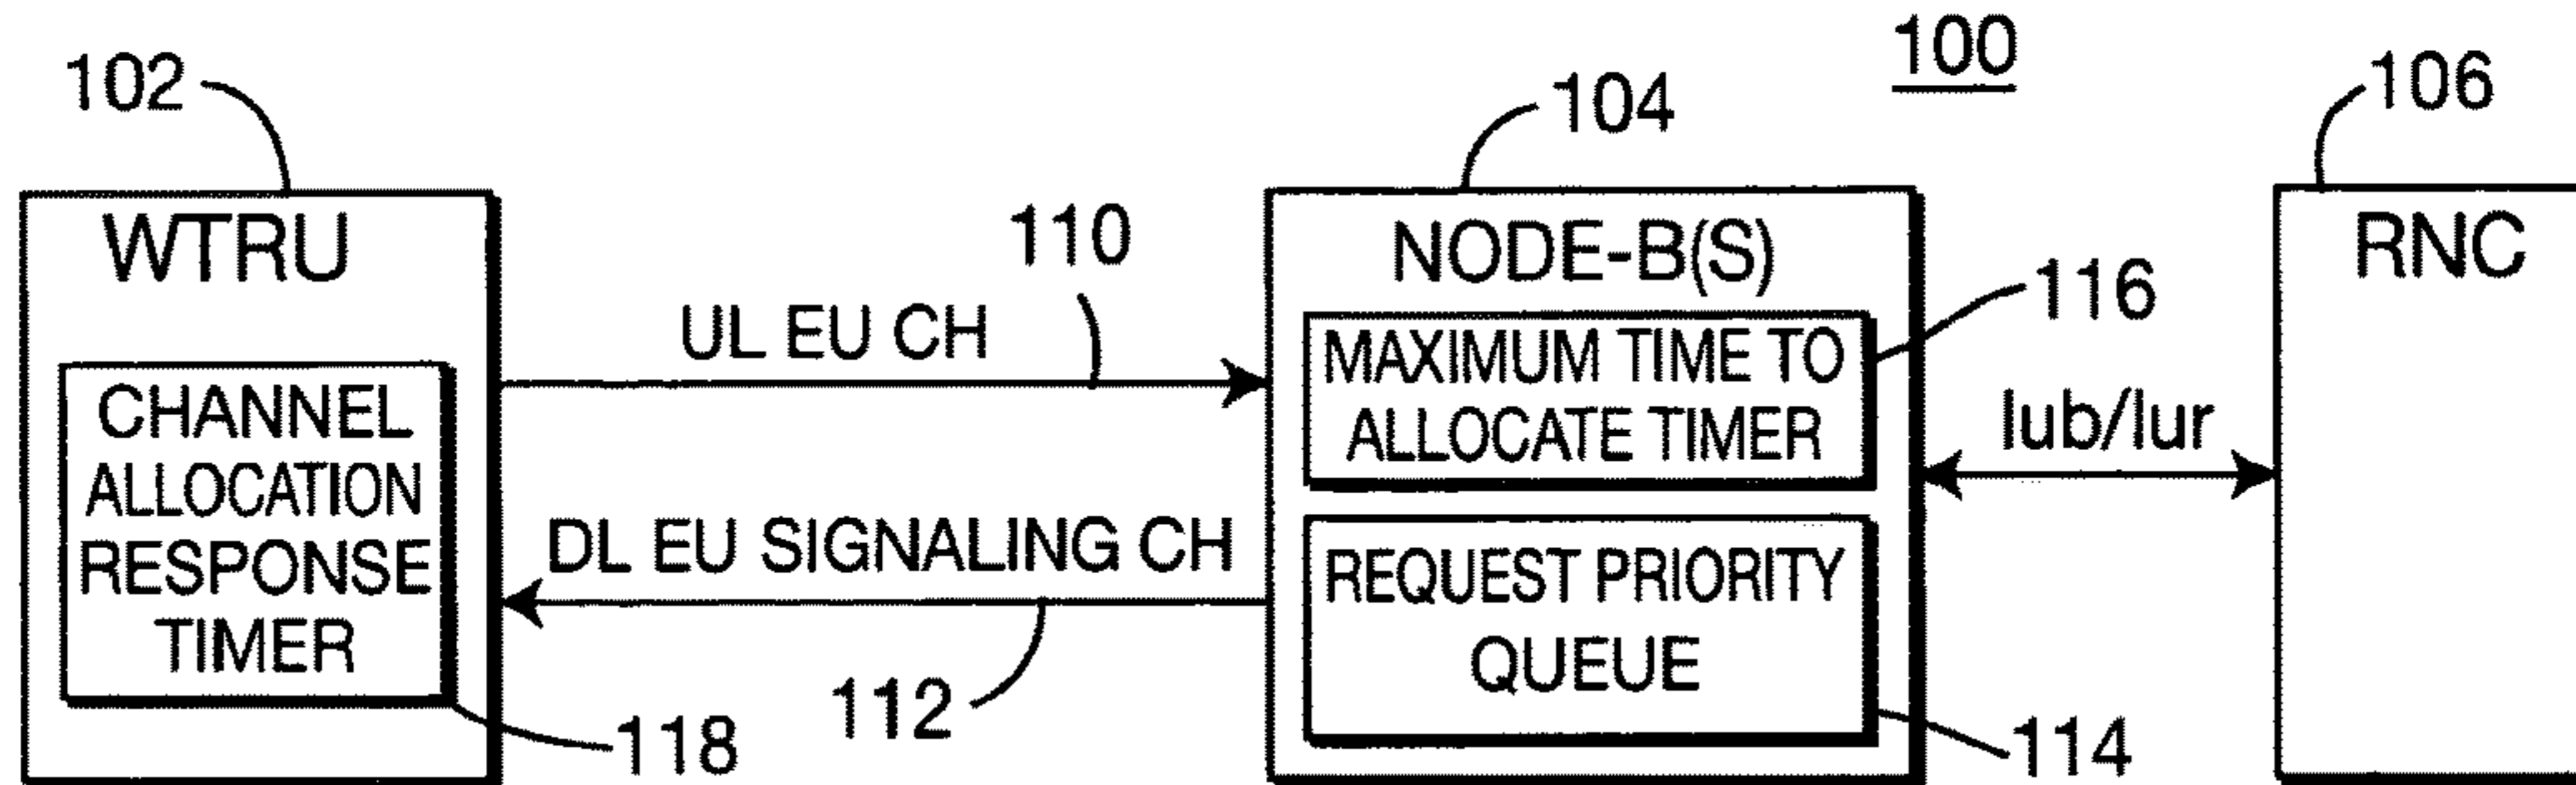 100
102
104
106
WTRU
NODE-B(S)
RNC
110
116
UL EU CH
MAXIMUM TIME TO
ALLOCATE TIMER
Iub/Iur
CHANNEL
ALLOCATION
RESPONSE
TIMER
DL EU SIGNALING CH
REQUEST PRIORITY
QUEUE
112
118
114